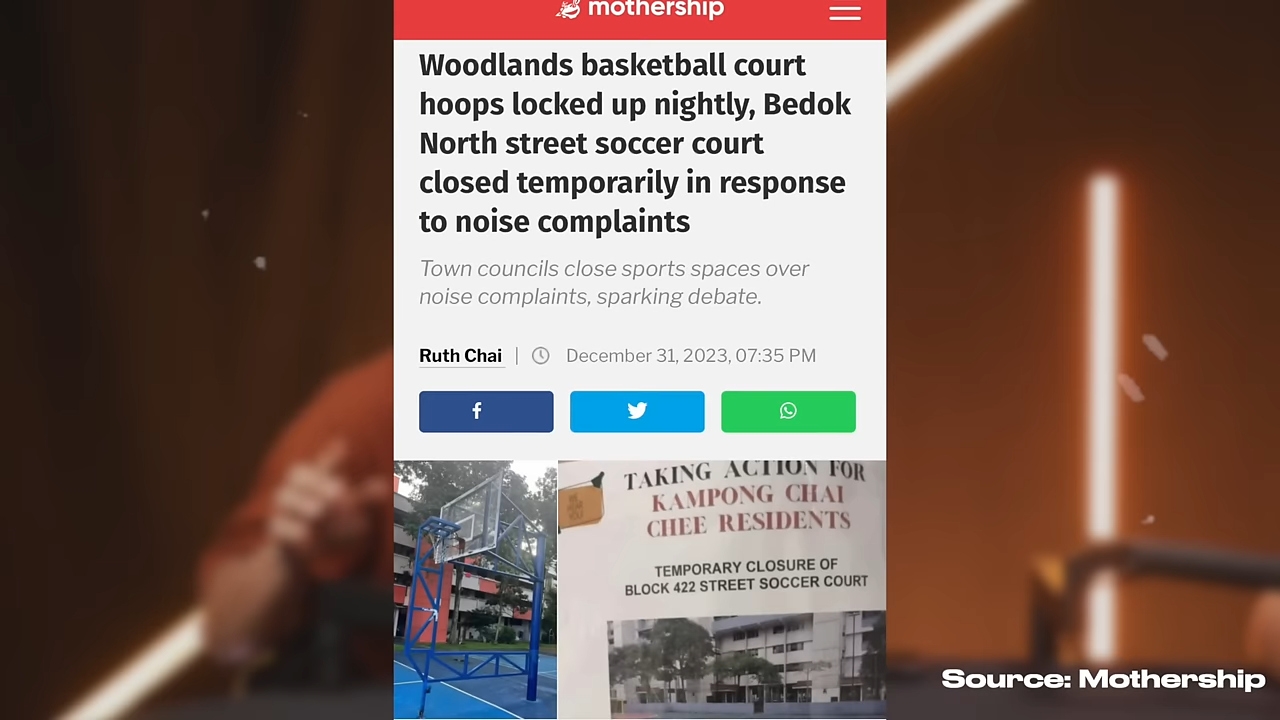 mothership
Woodlands basketball court
hoops locked up nightly, Bedok
North street soccer court
closed temporarily in response
to noise complaints
Town councils close sports spaces over
noise complaints, sparking debate.
Ruth Chai | December 31, 2023, 07:35 PM
TAKING ACTION FOR
KAMPONG CHAI
CHEE RESIDENTS
TEMPORARY CLOSURE OF
BLOCK 422 STREET SOCCER COURT
Source: Mothership